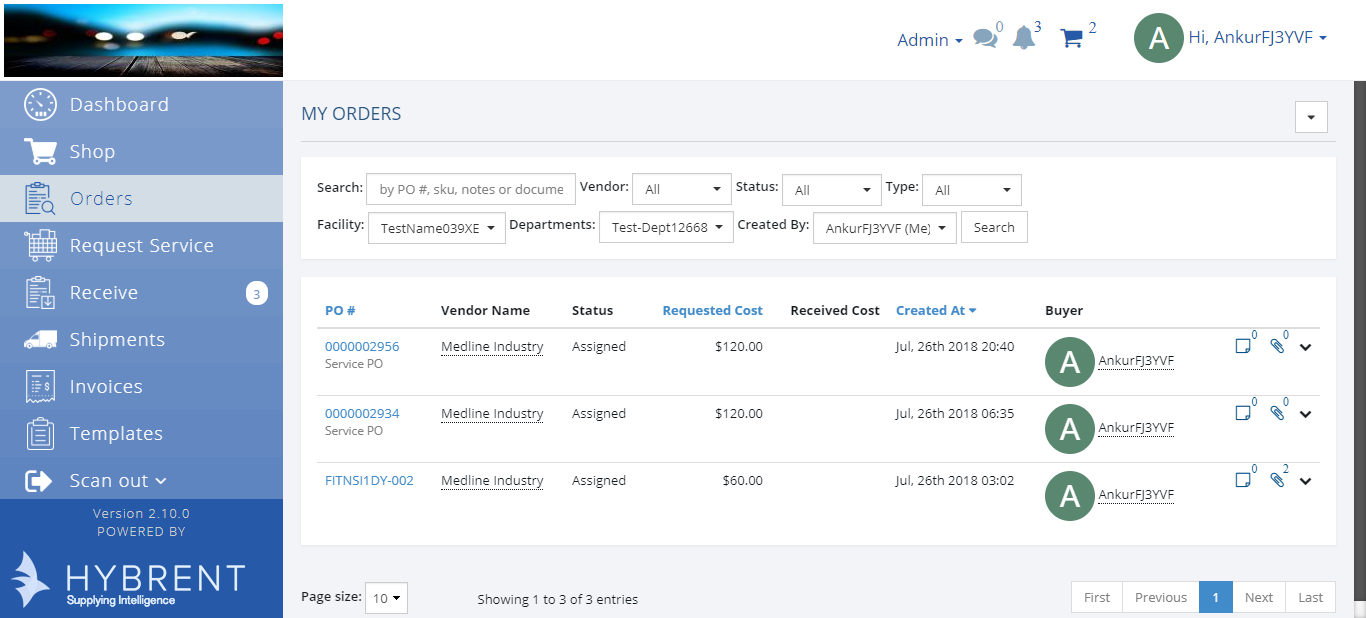 Admin 0 3 2 A Hi, AnkurFJ3YVF
Dashboard
Shop
Orders
Request Service
Receive 3
Shipments
Invoices
Templates
Scan out
Version 2.10.0
POWERED BY
HYBRENT
Supplying Intelligence
MY ORDERS
Search: by PO #, sku, notes or docume Vendor: All Status: All Type: All
Facility: TestName039XE Departments: Test-Dept12668 Created By: AnkurFJ3YVF (Me) Search
PO # Vendor Name Status Requested Cost Received Cost Created At Buyer
0000002956 Medline Industry Assigned $120.00 Jul, 26th 2018 20:40 A AnkurFJ3YVF 0 0
Service PO
0000002934 Medline Industry Assigned $120.00 Jul, 26th 2018 06:35 A AnkurFJ3YVF 0 0
Service PO
FITNSI1DY-002 Medline Industry Assigned $60.00 Jul, 26th 2018 03:02 A AnkurFJ3YVF 0 2
Page size: 10 Showing 1 to 3 of 3 entries First Previous 1 Next Last